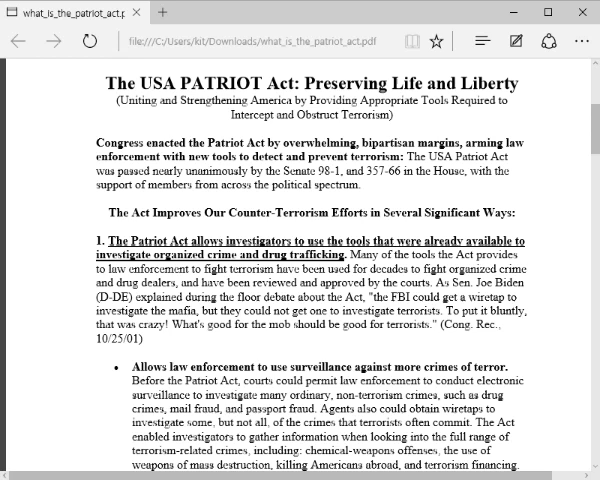 what_is_the_patriot_act.p
file:///C:/Users/kit/Downloads/what_is_the_patriot_act.pdf
The USA PATRIOT Act: Preserving Life and Liberty
(Uniting and Strengthening America by Providing Appropriate Tools Required to
Intercept and Obstruct Terrorism)
Congress enacted the Patriot Act by overwhelming, bipartisan margins, arming law
enforcement with new tools to detect and prevent terrorism: The USA Patriot Act
was passed nearly unanimously by the Senate 98-1, and 357-66 in the House, with the
support of members from across the political spectrum.
The Act Improves Our Counter-Terrorism Efforts in Several Significant Ways:
1. The Patriot Act allows investigators to use the tools that were already available to
investigate organized crime and drug trafficking. Many of the tools the Act provides
to law enforcement to fight terrorism have been used for decades to fight organized crime
and drug dealers, and have been reviewed and approved by the courts. As Sen. Joe Biden
(D-DE) explained during the floor debate about the Act, "the FBI could get a wiretap to
investigate the mafia, but they could not get one to investigate terrorists. To put it bluntly,
that was crazy! What's good for the mob should be good for terrorists." (Cong. Rec.,
10/25/01)
• Allows law enforcement to use surveillance against more crimes of terror.
Before the Patriot Act, courts could permit law enforcement to conduct electronic
surveillance to investigate many ordinary, non-terrorism crimes, such as drug
crimes, mail fraud, and passport fraud. Agents also could obtain wiretaps to
investigate some, but not all, of the crimes that terrorists often commit. The Act
enabled investigators to gather information when looking into the full range of
terrorism-related crimes, including: chemical-weapons offenses, the use of
weapons of mass destruction, killing Americans abroad, and terrorism financing.